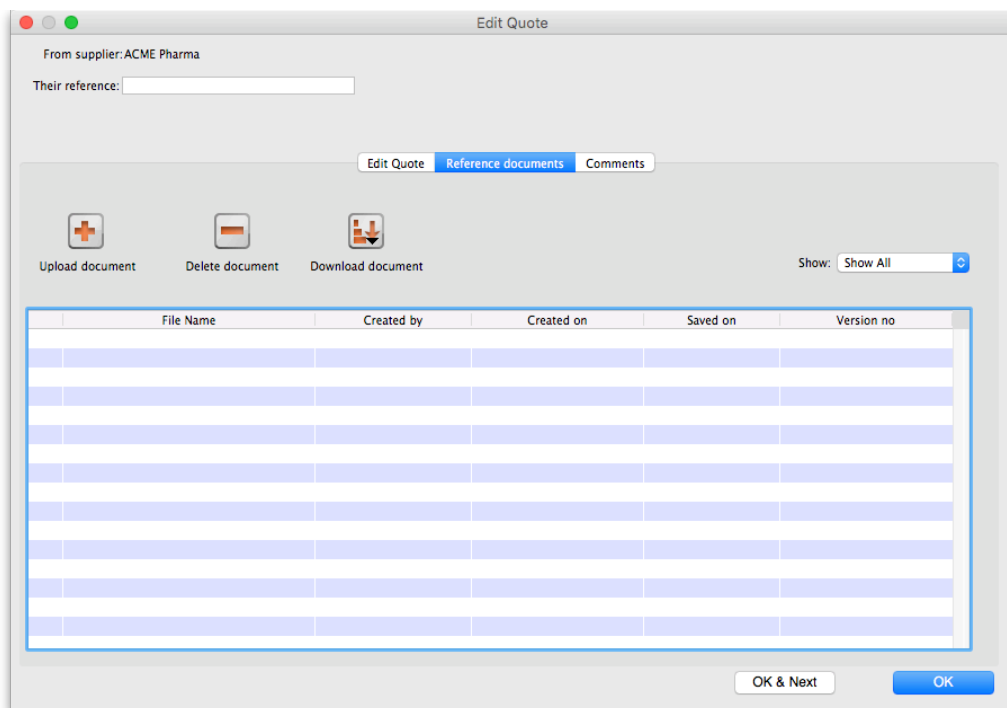 Edit Quote
From supplier: ACME Pharma
Their reference:
Edit Quote Reference documents Comments
Upload document Delete document Download document
Show: Show All
File Name Created by Created on Saved on Version no
OK & Next OK